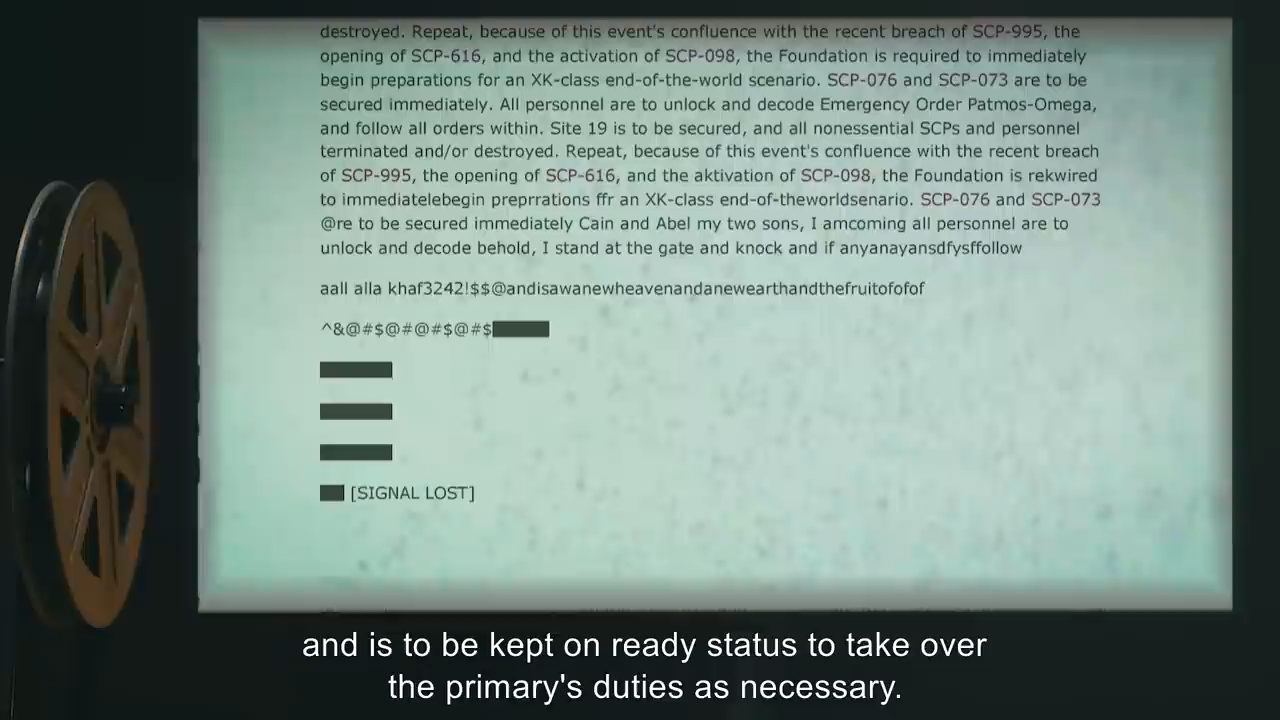 destroyed. Repeat, because of this event's confluence with the recent breach of SCP-995, the
opening of SCP-616, and the activation of SCP-098, the Foundation is required to immediately
begin preparations for an XK-class end-of-the-world scenario. SCP-076 and SCP-073 are to be
secured immediately. All personnel are to unlock and decode Emergency Order Patmos-Omega,
and follow all orders within. Site 19 is to be secured, and all nonessential SCPs and personnel
terminated and/or destroyed. Repeat, because of this event's confluence with the recent breach
of SCP-995, the opening of SCP-616, and the aktivation of SCP-098, the Foundation is rekwired
to immediatelebegin preprrations ffr an XK-class end-of-theworldsenario. SCP-076 and SCP-073
@re to be secured immediately Cain and Abel my two sons, I amcoming all personnel are to
unlock and decode behold, I stand at the gate and knock and if anyanayansdfysffollow
aall alla khaf3242!$$@andisawanewheavenandanewearthandthefruitofofof
^&@#$@#@#$@#$
[SIGNAL LOST]
and is to be kept on ready status to take over
the primary's duties as necessary.